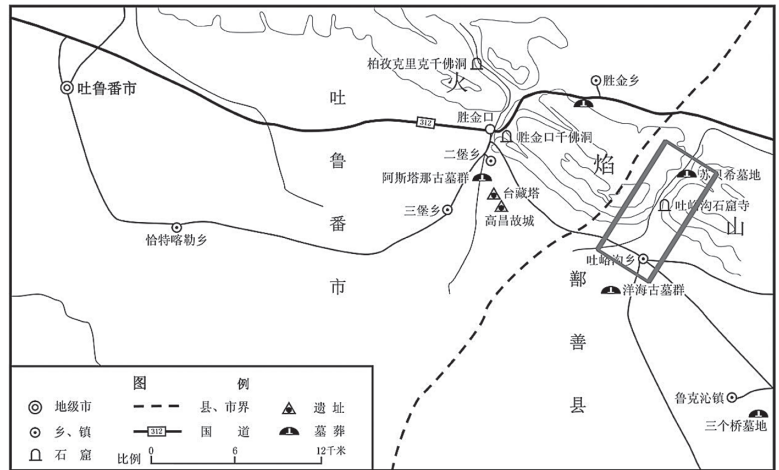 柏孜克里克千佛洞
火
胜金乡
吐鲁番市
吐
312
胜金口
胜金口千佛洞
二堡乡
焰
鲁
阿斯塔那古墓群
苏贝希墓地
台藏塔
三堡乡
高昌故城
吐峪沟石窟寺
山
番
恰特喀勒乡
吐峪沟乡
市
鄯
洋海古墓群
善
县
鲁克沁镇
三个桥墓地
图 例
地级市
县、市界
遗址
乡、镇
312
国道
墓葬
石窟
比例
0 6 12千米